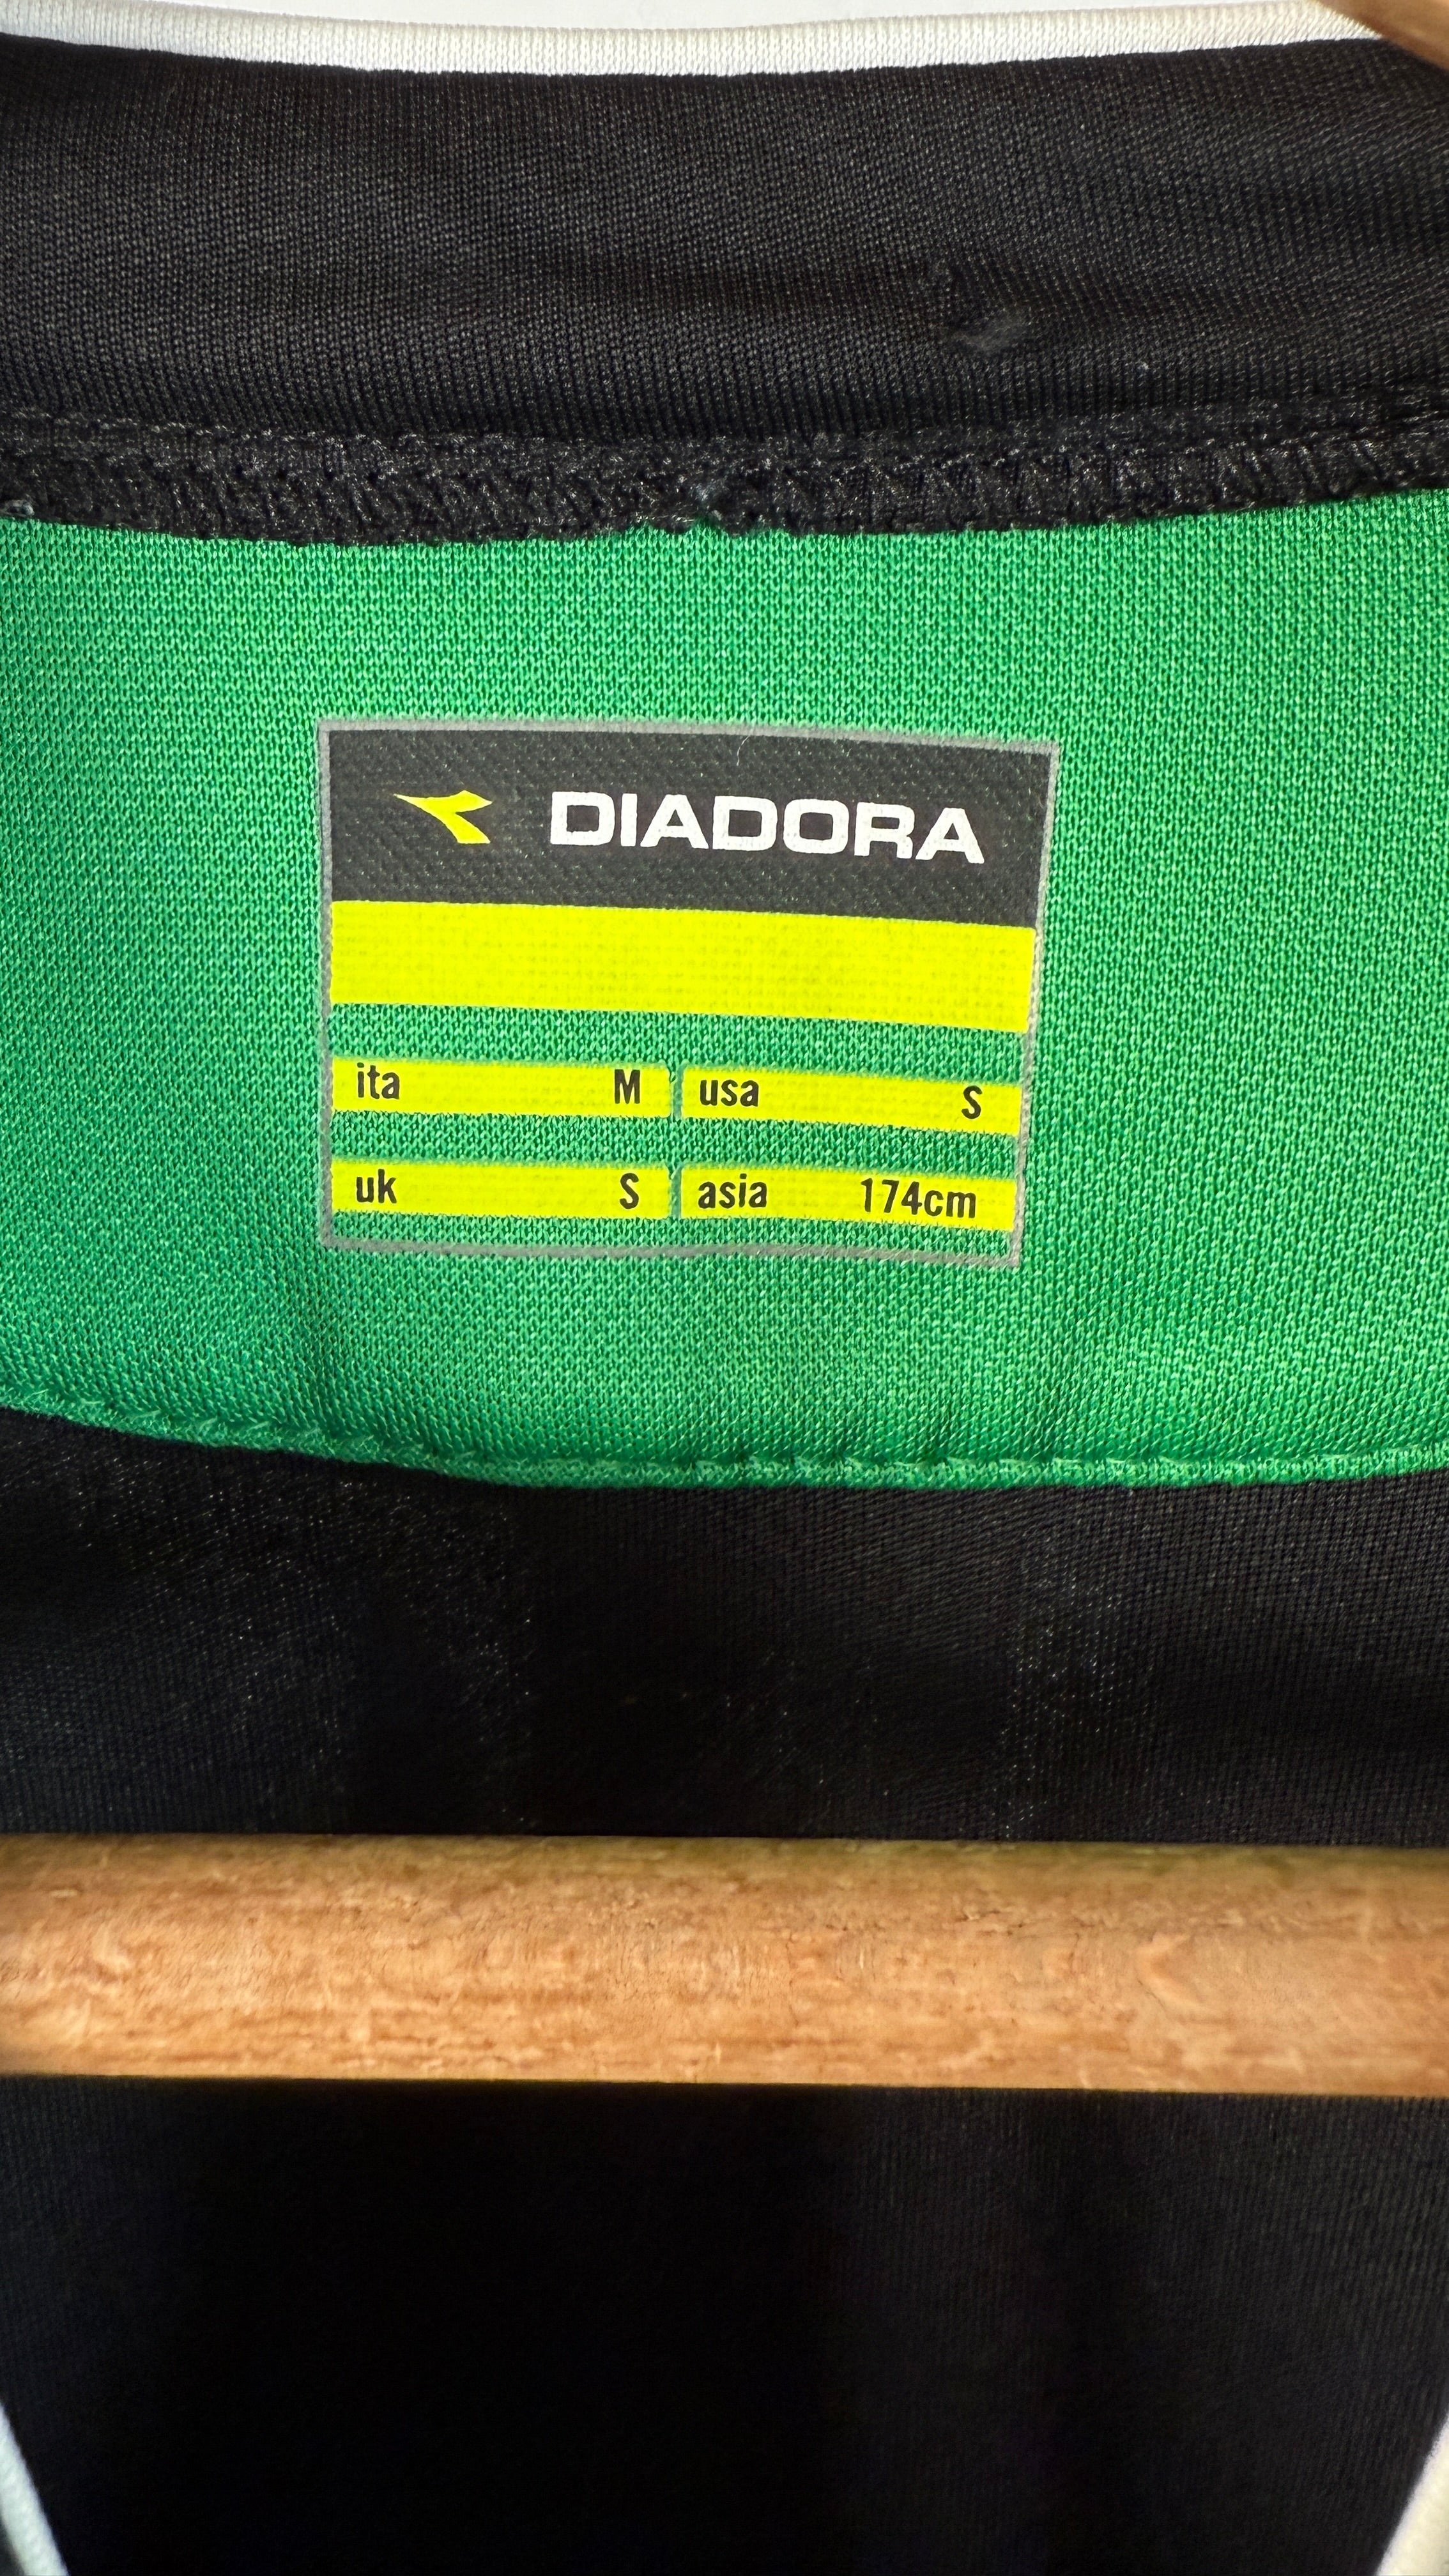 DIADORA
ita M usa S
uk S asia 174cm